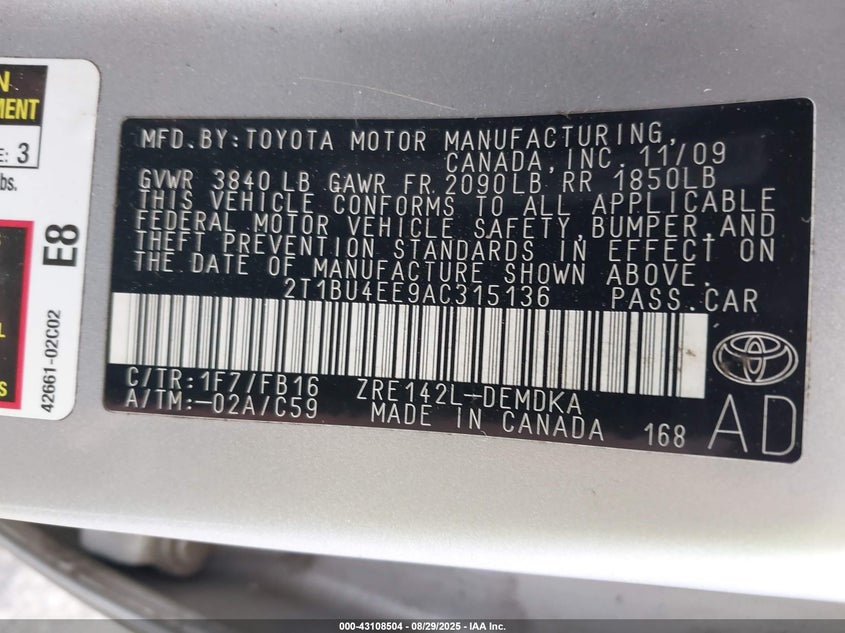 N
MENT
E: 3
lbs.
E8
L
S
42661-02C02
MFD. BY: TOYOTA MOTOR MANUFACTURING,
CANADA, INC. 11/09
GVWR 3840 LB GAWR FR 2090LB RR 1850LB
THIS VEHICLE CONFORMS TO ALL APPLICABLE
FEDERAL MOTOR VEHICLE SAFETY, BUMPER, AND
THEFT PREVENTION STANDARDS IN EFFECT ON
THE DATE OF MANUFACTURE SHOWN ABOVE.
2T1BU4EE9AC315136 PASS.CAR
C/TR:1F7/FB16 ZRE142L-DEMDKA
A/TM:-02A/C59 MADE IN CANADA 168 AD
000-43108504 - 08/29/2025 - IAA Inc.